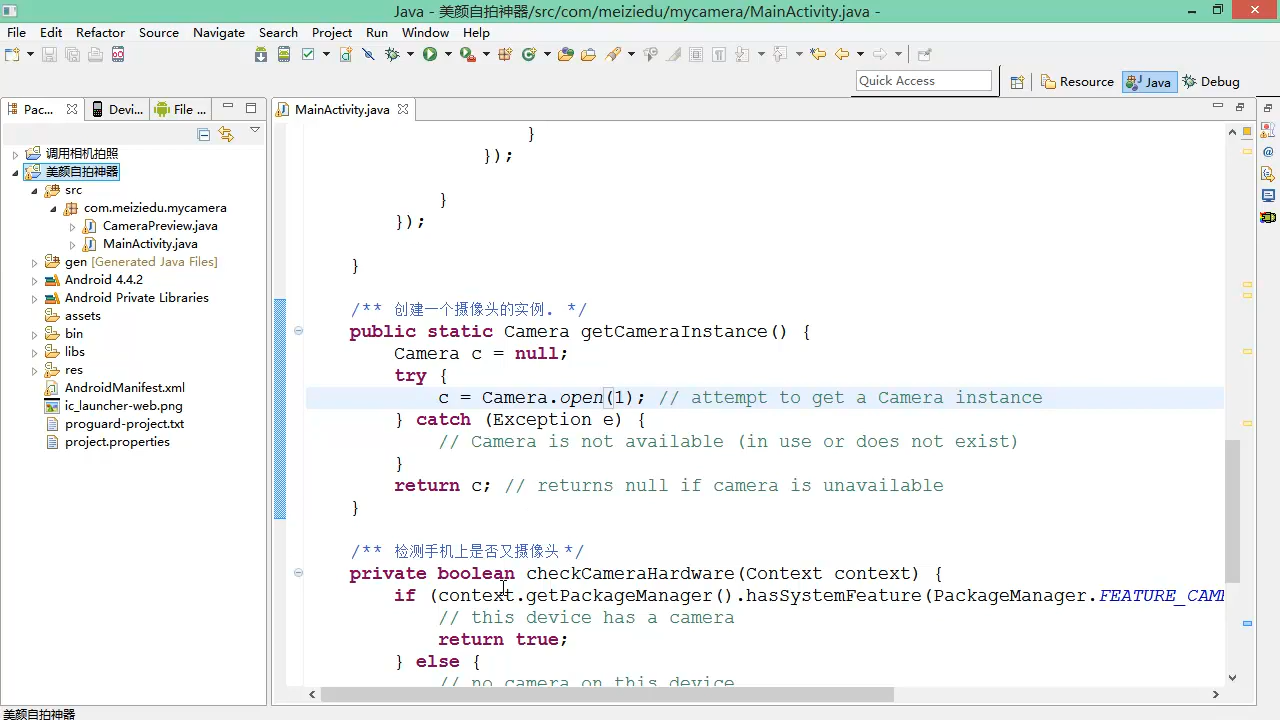 Java - 美颜自拍神器/src/com/meiziedu/mycamera/MainActivity.java -
File Edit Refactor Source Navigate Search Project Run Window Help
Quick Access
Resource
Java
Debug
Pac...
Devi...
File ...
MainActivity.java
调用相机拍照
美颜自拍神器
src
com.meiziedu.mycamera
CameraPreview.java
MainActivity.java
gen [Generated Java Files]
Android 4.4.2
Android Private Libraries
assets
bin
libs
res
AndroidManifest.xml
ic_launcher-web.png
proguard-project.txt
project.properties
}
});
}
});
}
/** 创建一个摄像头的实例. */
public static Camera getCameraInstance() {
Camera c = null;
try {
c = Camera.open(1); // attempt to get a Camera instance
} catch (Exception e) {
// Camera is not available (in use or does not exist)
}
return c; // returns null if camera is unavailable
}
/** 检测手机上是否又摄像头 */
private boolean checkCameraHardware(Context context) {
if (context.getPackageManager().hasSystemFeature(PackageManager.FEATURE_CAM
// this device has a camera
return true;
} else {
// no camera on this device
美颜自拍神器